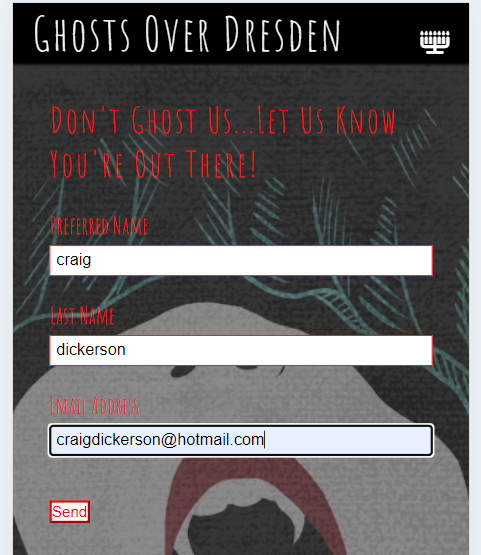 Ghosts Over Dresden
Don't Ghost Us...Let Us Know
You're Out There!
Preferred Name
craig
Last Name
dickerson
Email Address
craigdickerson@hotmail.com
Send